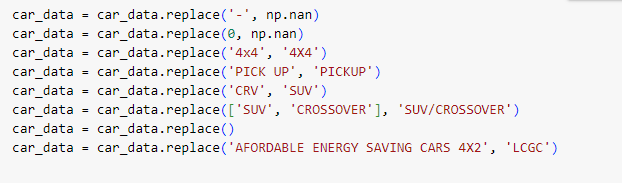 car_data = car_data.replace('-', np.nan)
car_data = car_data.replace(0, np.nan)
car_data = car_data.replace('4x4', '4X4')
car_data = car_data.replace('PICK UP', 'PICKUP')
car_data = car_data.replace('CRV', 'SUV')
car_data = car_data.replace(['SUV', 'CROSSOVER'], 'SUV/CROSSOVER')
car_data = car_data.replace()
car_data = car_data.replace('AFORDABLE ENERGY SAVING CARS 4X2', 'LCGC')